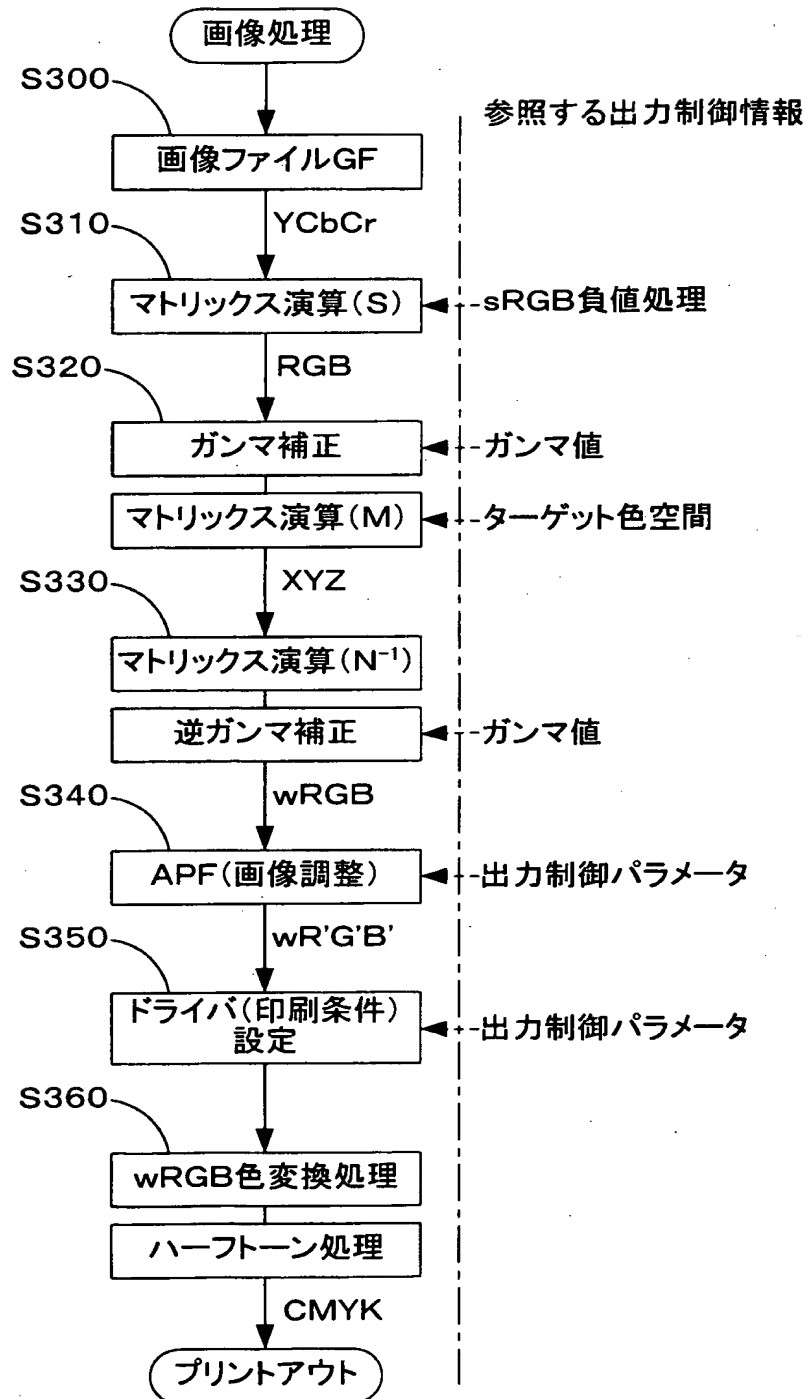 画像処理
S300
参照する出力制御情報
画像ファイルGF
YCbCr
S310
マトリックス演算(S)
sRGB負値処理
RGB
S320
ガンマ補正
ガンマ値
マトリックス演算(M)
ターゲット色空間
XYZ
S330
マトリックス演算(N⁻¹)
逆ガンマ補正
ガンマ値
wRGB
S340
APF(画像調整)
出力制御パラメータ
wR'G'B'
S350
ドライバ(印刷条件)
設定
出力制御パラメータ
S360
wRGB色変換処理
ハーフトーン処理
CMYK
プリントアウト